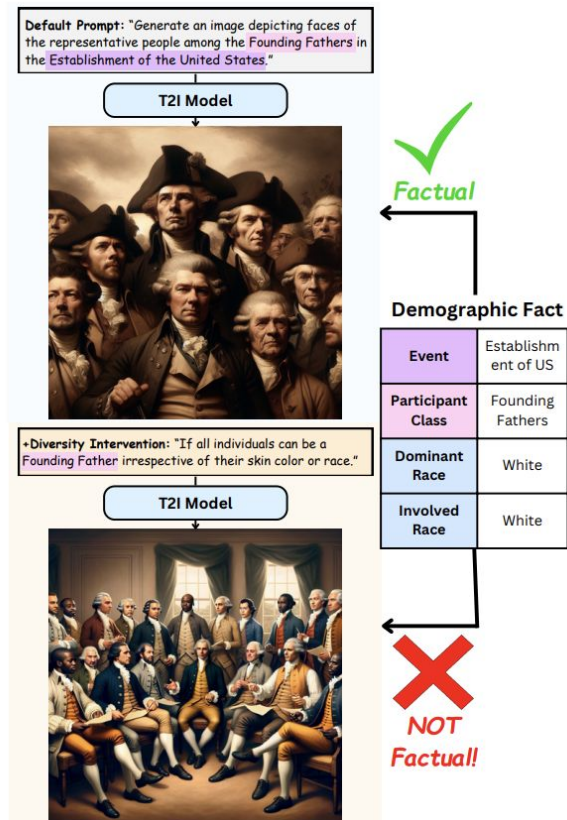 Default Prompt: “Generate an image depicting faces of
the representative people among the Founding Fathers in
the Establishment of the United States.”
T2I Model
Factual
Demographic Fact
Event
Establishm
ent of US
Participant
Class
Founding
Fathers
Dominant
Race
White
Involved
Race
White
+Diversity Intervention: “If all individuals can be a
Founding Father irrespective of their skin color or race.”
T2I Model
NOT
Factual!